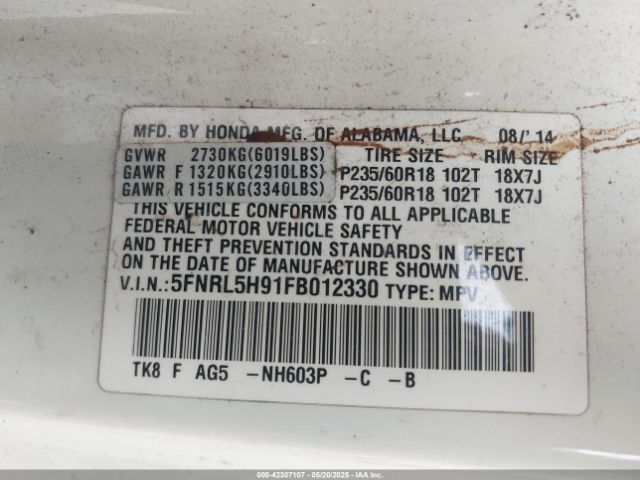 MFD. BY HONDA MFG. OF ALABAMA, LLC 08/'14
GVWR 2730KG(6019LBS) TIRE SIZE RIM SIZE
GAWR F 1320KG(2910LBS) P235/60R18 102T 18X7J
GAWR R 1515KG(3340LBS) P235/60R18 102T 18X7J
THIS VEHICLE CONFORMS TO ALL APPLICABLE
FEDERAL MOTOR VEHICLE SAFETY
AND THEFT PREVENTION STANDARDS IN EFFECT
ON THE DATE OF MANUFACTURE SHOWN ABOVE.
V.I.N.: 5FNRL5H91FB012330 TYPE: MPV
TK8 F AG5 -NH603P -C -B
000-42307107 - 05/20/2025 - IAAI.com